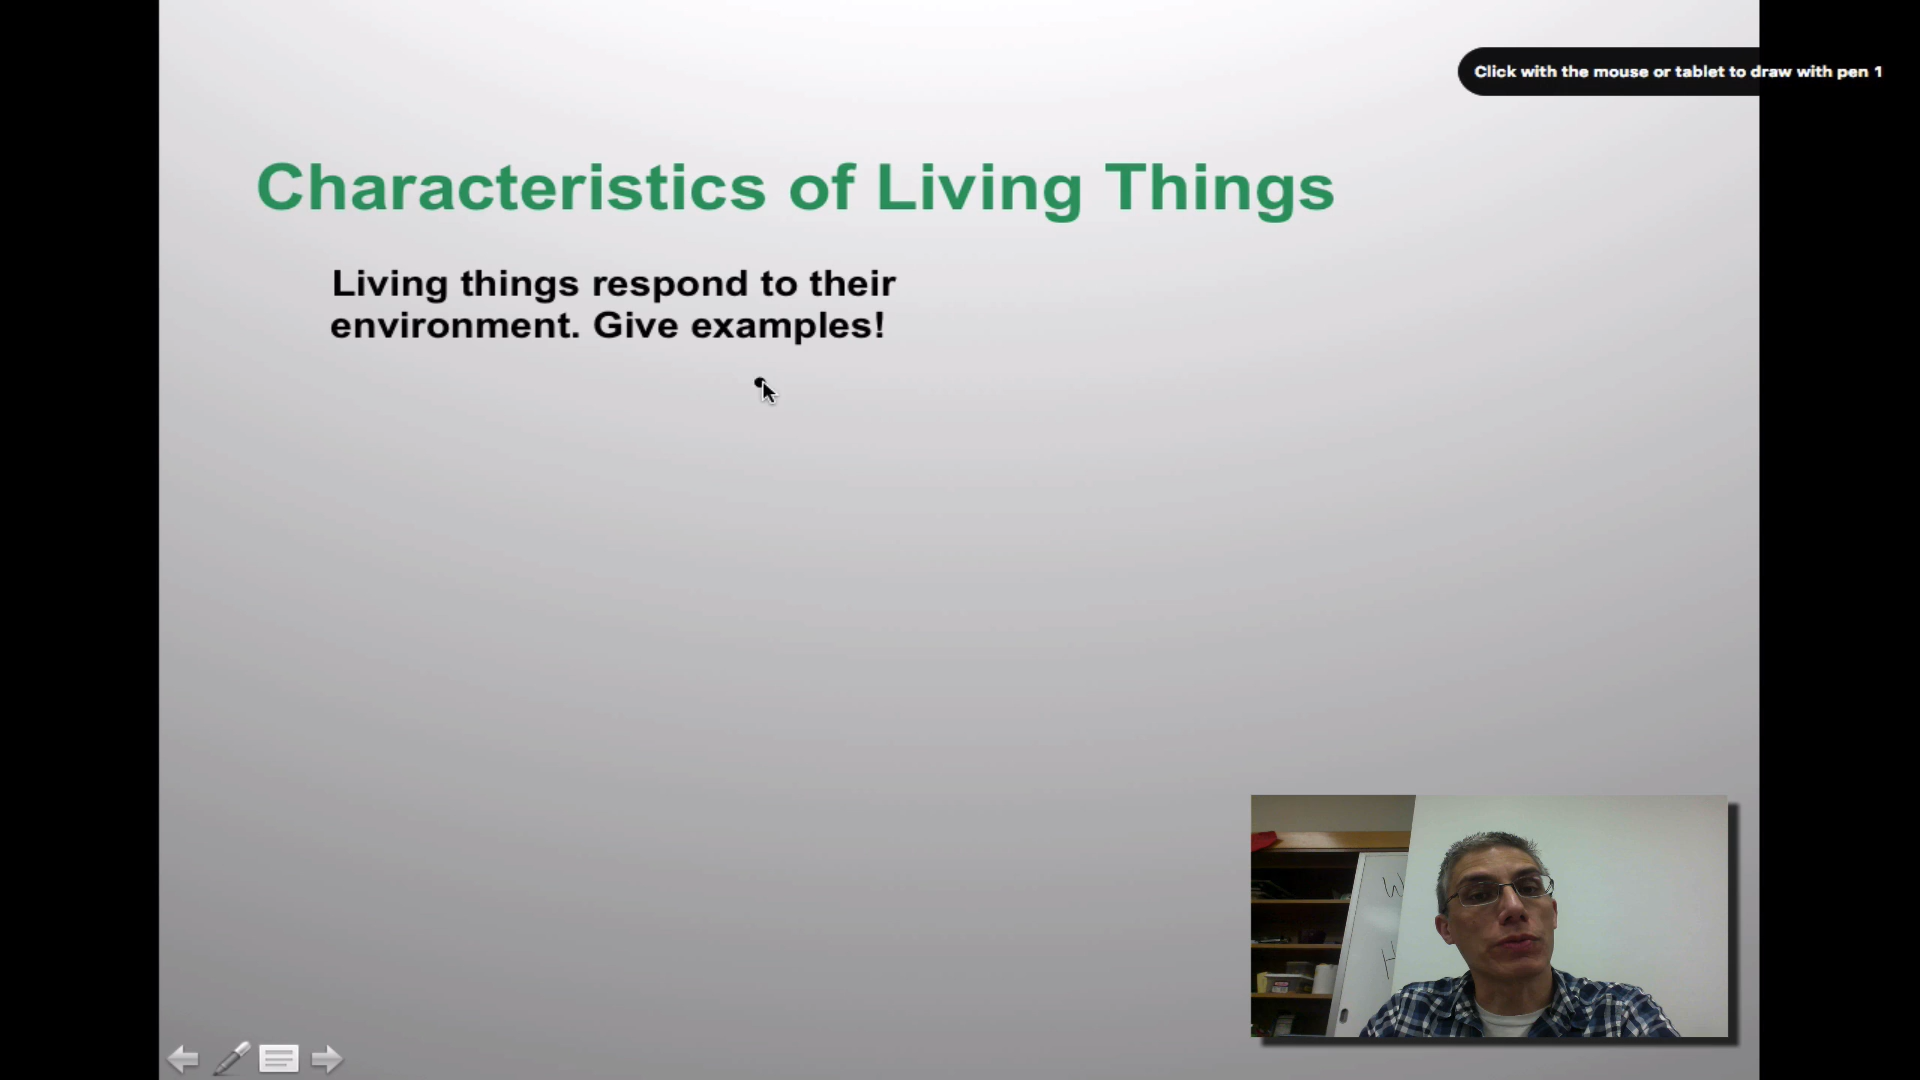 Click with the mouse or tablet to draw with pen 1
Characteristics of Living Things
Living things respond to their
environment. Give examples!
W
H